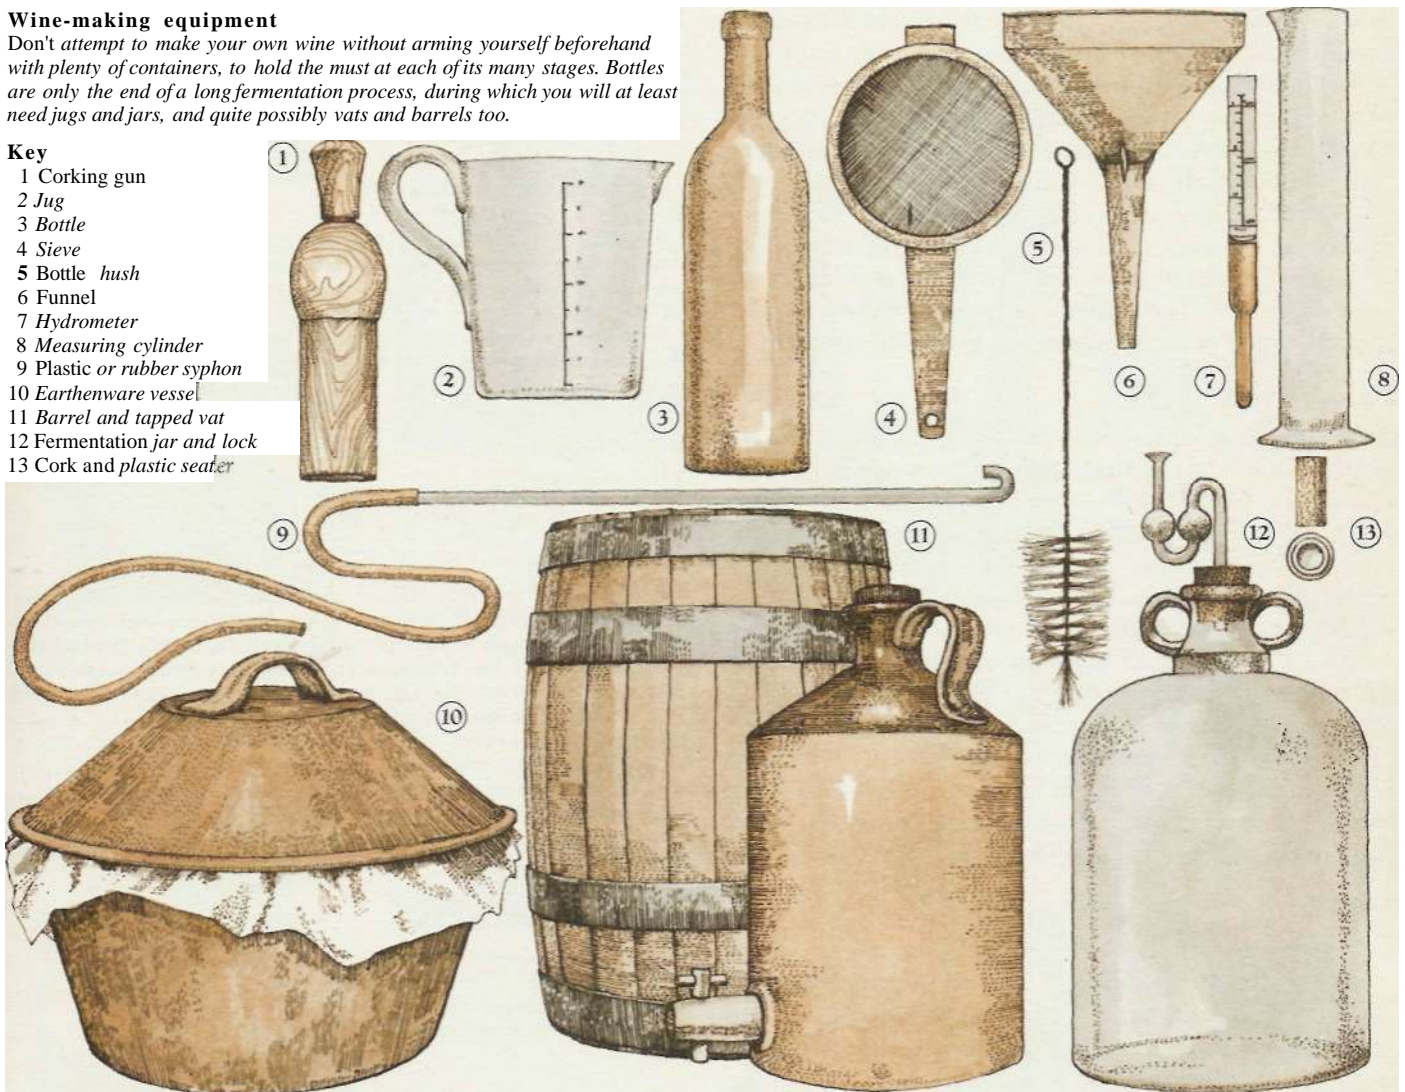 Wine-making equipment
Don't attempt to make your own wine without arming yourself beforehand
with plenty of containers, to hold the must at each of its many stages. Bottles
are only the end of a long fermentation process, during which you will at least
need jugs and jars, and quite possibly vats and barrels too.
Key
1 Corking gun
2 Jug
3 Bottle
4 Sieve
5 Bottle hush
6 Funnel
7 Hydrometer
8 Measuring cylinder
9 Plastic or rubber syphon
10 Earthenware vessel
11 Barrel and tapped vat
12 Fermentation jar and lock
13 Cork and plastic seater
1
2
3
4
5
6
7
8
9
10
11
12
13